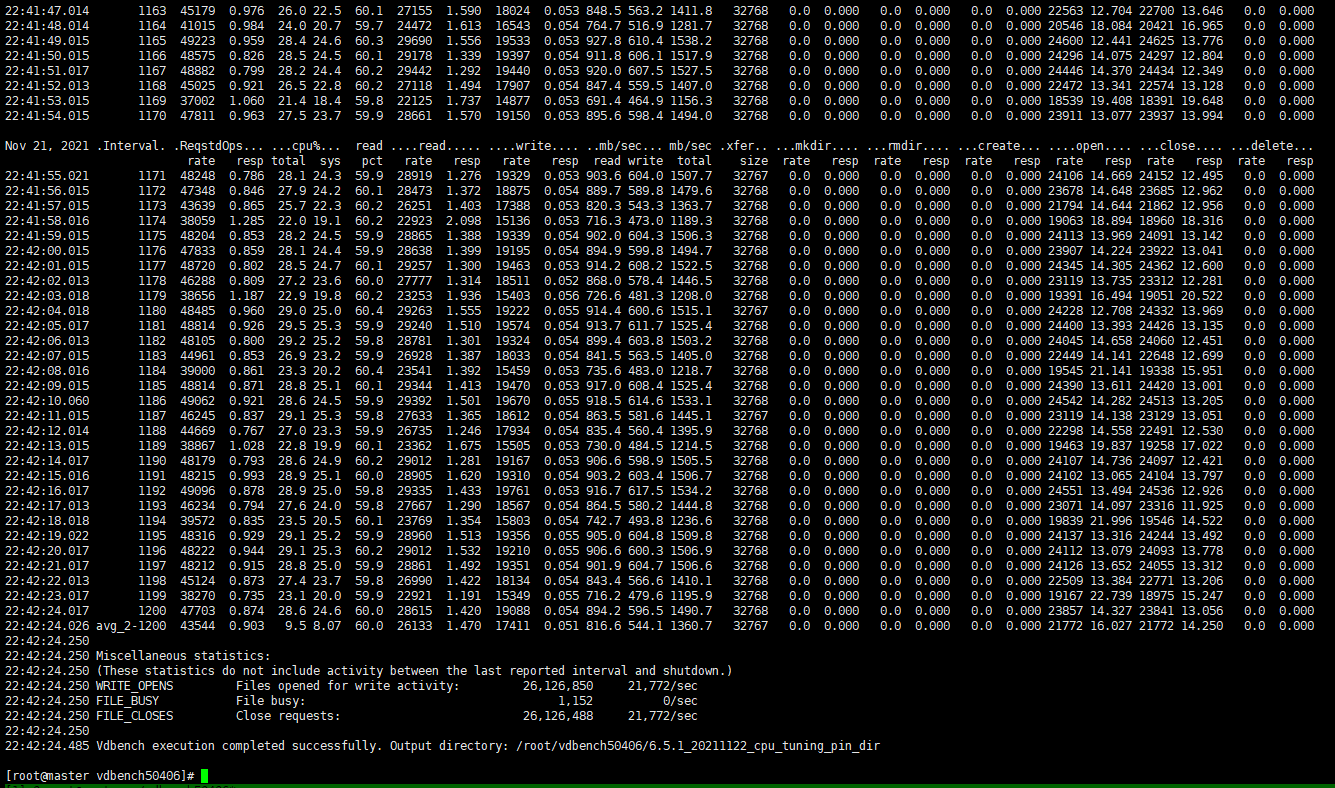 22:41:47.014 1163 45179 0.976 26.0 22.5 60.1 27155 1.590 18024 0.053 848.5 563.2 1411.8 32768 0.0 0.000 0.0 0.000 0.0 0.000 22563 12.704 22700 13.646 0.0 0.000
22:41:48.014 1164 41015 0.984 24.0 20.7 59.7 24472 1.613 16543 0.054 764.7 516.9 1281.7 32768 0.0 0.000 0.0 0.000 0.0 0.000 20546 18.084 20421 16.965 0.0 0.000
22:41:49.015 1165 49223 0.959 28.4 24.6 60.3 29690 1.556 19533 0.054 927.8 610.4 1538.2 32768 0.0 0.000 0.0 0.000 0.0 0.000 24600 12.441 24625 13.776 0.0 0.000
22:41:50.015 1166 48575 0.826 28.5 24.5 60.1 29178 1.339 19397 0.054 911.8 606.1 1517.9 32768 0.0 0.000 0.0 0.000 0.0 0.000 24296 14.075 24297 12.804 0.0 0.000
22:41:51.017 1167 48882 0.799 28.2 24.4 60.2 29442 1.292 19440 0.053 920.0 607.5 1527.5 32768 0.0 0.000 0.0 0.000 0.0 0.000 24446 14.370 24434 12.349 0.0 0.000
22:41:52.013 1168 45025 0.921 26.5 22.8 60.2 27118 1.494 17907 0.054 847.4 559.5 1407.0 32768 0.0 0.000 0.0 0.000 0.0 0.000 22472 13.341 22574 13.128 0.0 0.000
22:41:53.015 1169 37002 1.060 21.4 18.4 59.8 22125 1.737 14877 0.053 691.4 464.9 1156.3 32768 0.0 0.000 0.0 0.000 0.0 0.000 18539 19.408 18391 19.648 0.0 0.000
22:41:54.015 1170 47811 0.963 27.5 23.7 59.9 28661 1.570 19150 0.053 895.6 598.4 1494.0 32768 0.0 0.000 0.0 0.000 0.0 0.000 23911 13.077 23937 13.994 0.0 0.000
Nov 21, 2021 .Interval. .ReqstdOps... ...cpu%... read ....read..... ....write.... ..mb/sec... mb/sec .xfer.. ...mkdir.... ...rmdir.... ...create... ....open.... ...close.... ...delete...
rate resp total sys pct rate resp rate resp read write total size rate resp rate resp rate resp rate resp rate resp rate resp
22:41:55.021 1171 48248 0.786 28.1 24.3 59.9 28919 1.276 19329 0.053 903.6 604.0 1507.7 32767 0.0 0.000 0.0 0.000 0.0 0.000 24106 14.669 24152 12.495 0.0 0.000
22:41:56.015 1172 47348 0.846 27.9 24.2 60.1 28473 1.372 18875 0.054 889.7 589.8 1479.6 32768 0.0 0.000 0.0 0.000 0.0 0.000 23678 14.648 23685 12.962 0.0 0.000
22:41:57.015 1173 43639 0.865 25.7 22.3 60.2 26251 1.403 17388 0.054 820.3 543.3 1363.7 32768 0.0 0.000 0.0 0.000 0.0 0.000 21794 14.644 21862 12.956 0.0 0.000
22:41:58.016 1174 38059 1.285 22.0 19.1 60.2 22923 2.098 15136 0.053 716.3 473.0 1189.3 32768 0.0 0.000 0.0 0.000 0.0 0.000 19063 18.894 18960 18.316 0.0 0.000
22:41:59.015 1175 48204 0.853 28.2 24.5 59.9 28865 1.388 19339 0.054 902.0 604.3 1506.3 32768 0.0 0.000 0.0 0.000 0.0 0.000 24113 13.969 24091 13.142 0.0 0.000
22:42:00.015 1176 47833 0.859 28.1 24.4 59.9 28638 1.399 19195 0.054 894.9 599.8 1494.7 32768 0.0 0.000 0.0 0.000 0.0 0.000 23907 14.224 23922 13.041 0.0 0.000
22:42:01.015 1177 48720 0.802 28.5 24.7 60.1 29257 1.300 19463 0.053 914.2 608.2 1522.5 32768 0.0 0.000 0.0 0.000 0.0 0.000 24345 14.305 24362 12.600 0.0 0.000
22:42:02.013 1178 46288 0.809 27.2 23.6 60.0 27777 1.314 18511 0.052 868.0 578.4 1446.5 32768 0.0 0.000 0.0 0.000 0.0 0.000 23119 13.735 23312 12.281 0.0 0.000
22:42:03.018 1179 38656 1.187 22.9 19.8 60.2 23253 1.936 15403 0.056 726.6 481.3 1208.0 32768 0.0 0.000 0.0 0.000 0.0 0.000 19391 16.494 19051 20.522 0.0 0.000
22:42:04.018 1180 48485 0.960 29.0 25.0 60.4 29263 1.555 19222 0.055 914.4 600.6 1515.1 32767 0.0 0.000 0.0 0.000 0.0 0.000 24228 12.708 24332 13.969 0.0 0.000
22:42:05.017 1181 48814 0.926 29.5 25.3 59.9 29240 1.510 19574 0.054 913.7 611.7 1525.4 32768 0.0 0.000 0.0 0.000 0.0 0.000 24400 13.393 24426 13.135 0.0 0.000
22:42:06.013 1182 48105 0.800 29.2 25.2 59.8 28781 1.301 19324 0.054 899.4 603.8 1503.2 32768 0.0 0.000 0.0 0.000 0.0 0.000 24045 14.658 24060 12.451 0.0 0.000
22:42:07.015 1183 44961 0.853 26.9 23.2 59.9 26928 1.387 18033 0.054 841.5 563.5 1405.0 32768 0.0 0.000 0.0 0.000 0.0 0.000 22449 14.141 22648 12.699 0.0 0.000
22:42:08.016 1184 39000 0.861 23.3 20.2 60.4 23541 1.392 15459 0.053 735.6 483.0 1218.7 32768 0.0 0.000 0.0 0.000 0.0 0.000 19545 21.141 19338 15.951 0.0 0.000
22:42:09.015 1185 48814 0.871 28.8 25.1 60.1 29344 1.413 19470 0.053 917.0 608.4 1525.4 32768 0.0 0.000 0.0 0.000 0.0 0.000 24390 13.611 24420 13.001 0.0 0.000
22:42:10.060 1186 49062 0.921 28.6 24.5 59.9 29392 1.501 19670 0.055 918.5 614.6 1533.1 32768 0.0 0.000 0.0 0.000 0.0 0.000 24542 14.282 24513 13.205 0.0 0.000
22:42:11.015 1187 46245 0.837 29.1 25.3 59.8 27633 1.365 18612 0.054 863.5 581.6 1445.1 32768 0.0 0.000 0.0 0.000 0.0 0.000 23119 14.138 23129 13.051 0.0 0.000
22:42:12.014 1188 44669 0.767 27.0 23.3 59.9 26735 1.246 17934 0.054 835.4 560.4 1395.9 32768 0.0 0.000 0.0 0.000 0.0 0.000 22298 14.558 22491 12.530 0.0 0.000
22:42:13.015 1189 38867 1.028 22.8 19.9 60.1 23362 1.675 15505 0.053 730.0 484.5 1214.5 32768 0.0 0.000 0.0 0.000 0.0 0.000 19463 19.837 19258 17.022 0.0 0.000
22:42:14.017 1190 48179 0.793 28.6 24.9 60.2 29012 1.281 19167 0.053 906.6 598.9 1505.5 32768 0.0 0.000 0.0 0.000 0.0 0.000 24107 14.736 24097 12.421 0.0 0.000
22:42:15.016 1191 48215 0.993 28.9 25.1 60.0 28905 1.620 19310 0.054 903.2 603.4 1506.7 32768 0.0 0.000 0.0 0.000 0.0 0.000 24102 13.065 24104 13.797 0.0 0.000
22:42:16.017 1192 49096 0.878 28.9 25.0 59.8 29335 1.433 19761 0.053 916.7 617.5 1534.2 32768 0.0 0.000 0.0 0.000 0.0 0.000 24551 13.494 24536 12.926 0.0 0.000
22:42:17.013 1193 46234 0.794 27.6 24.0 59.8 27667 1.290 18567 0.054 864.5 580.2 1444.8 32768 0.0 0.000 0.0 0.000 0.0 0.000 23071 14.097 23316 11.925 0.0 0.000
22:42:18.018 1194 39572 0.835 23.5 20.5 60.1 23769 1.354 15803 0.054 742.7 493.8 1236.6 32768 0.0 0.000 0.0 0.000 0.0 0.000 19839 21.996 19546 14.522 0.0 0.000
22:42:19.022 1195 48316 0.929 29.1 25.2 59.9 28960 1.513 19356 0.055 905.0 604.8 1509.8 32768 0.0 0.000 0.0 0.000 0.0 0.000 24137 13.316 24244 13.492 0.0 0.000
22:42:20.017 1196 48222 0.944 29.1 25.3 60.2 29012 1.532 19210 0.055 906.6 600.3 1506.9 32768 0.0 0.000 0.0 0.000 0.0 0.000 24112 13.079 24093 13.778 0.0 0.000
22:42:21.017 1197 48212 0.915 28.8 25.0 59.9 28861 1.492 19351 0.054 901.9 604.7 1506.6 32768 0.0 0.000 0.0 0.000 0.0 0.000 24126 13.652 24055 13.312 0.0 0.000
22:42:22.013 1198 45124 0.873 27.4 23.7 59.8 26990 1.422 18134 0.054 843.4 566.6 1410.1 32768 0.0 0.000 0.0 0.000 0.0 0.000 22509 13.384 22771 13.206 0.0 0.000
22:42:23.017 1199 38270 0.735 23.1 20.0 59.9 22921 1.191 15349 0.051 716.2 479.6 1195.9 32768 0.0 0.000 0.0 0.000 0.0 0.000 19167 22.739 18975 15.247 0.0 0.000
22:42:24.017 1200 47703 0.874 28.6 24.6 60.0 28615 1.420 19088 0.054 894.2 596.5 1490.7 32768 0.0 0.000 0.0 0.000 0.0 0.000 23857 14.327 23841 13.056 0.0 0.000
22:42:24.026 avg_2-1200 43544 0.903 9.5 8.07 60.0 26133 1.470 17411 0.051 816.6 544.1 1360.7 32767 0.0 0.000 0.0 0.000 0.0 0.000 21772 16.027 21772 14.250 0.0 0.000
22:42:24.250
22:42:24.250 Miscellaneous statistics:
22:42:24.250 (These statistics do not include activity between the last reported interval and shutdown.)
22:42:24.250 WRITE_OPENS Files opened for write activity: 26,126,850 21,772/sec
22:42:24.250 FILE_BUSY File busy: 1,152 0/sec
22:42:24.250 FILE_CLOSES Close requests: 26,126,488 21,772/sec
22:42:24.250
22:42:24.485 Vdbench execution completed successfully. Output directory: /root/vdbench50406/6.5.1_20211122_cpu_tuning_pin_dir
[root@master vdbench50406]#